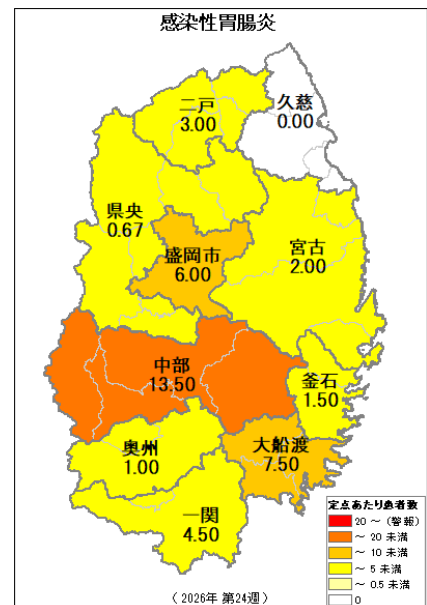 感染性胃腸炎
二戸
3.00
久慈
0.00
県央
0.67
盛岡市
6.00
宮古
2.00
中部
13.50
釜石
1.50
奥州
1.00
大船渡
7.50
一関
4.50
定点あたり患者数
20 ～ (警報)
～ 20 未満
～ 10 未満
～ 5 未満
～ 0.5 未満
0
（ 2026年 第24週 ）